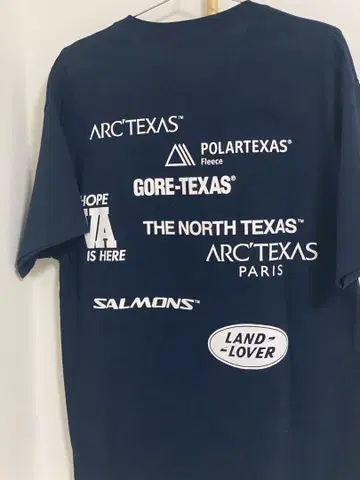 ARC'TEXAS™
POLARTEXAS®
Fleece
GORE-TEXAS®
HOPE
IS HERE
THE NORTH TEXAS™
ARC'TEXAS
PARIS
SALMONS™
LAND-
-LOVER